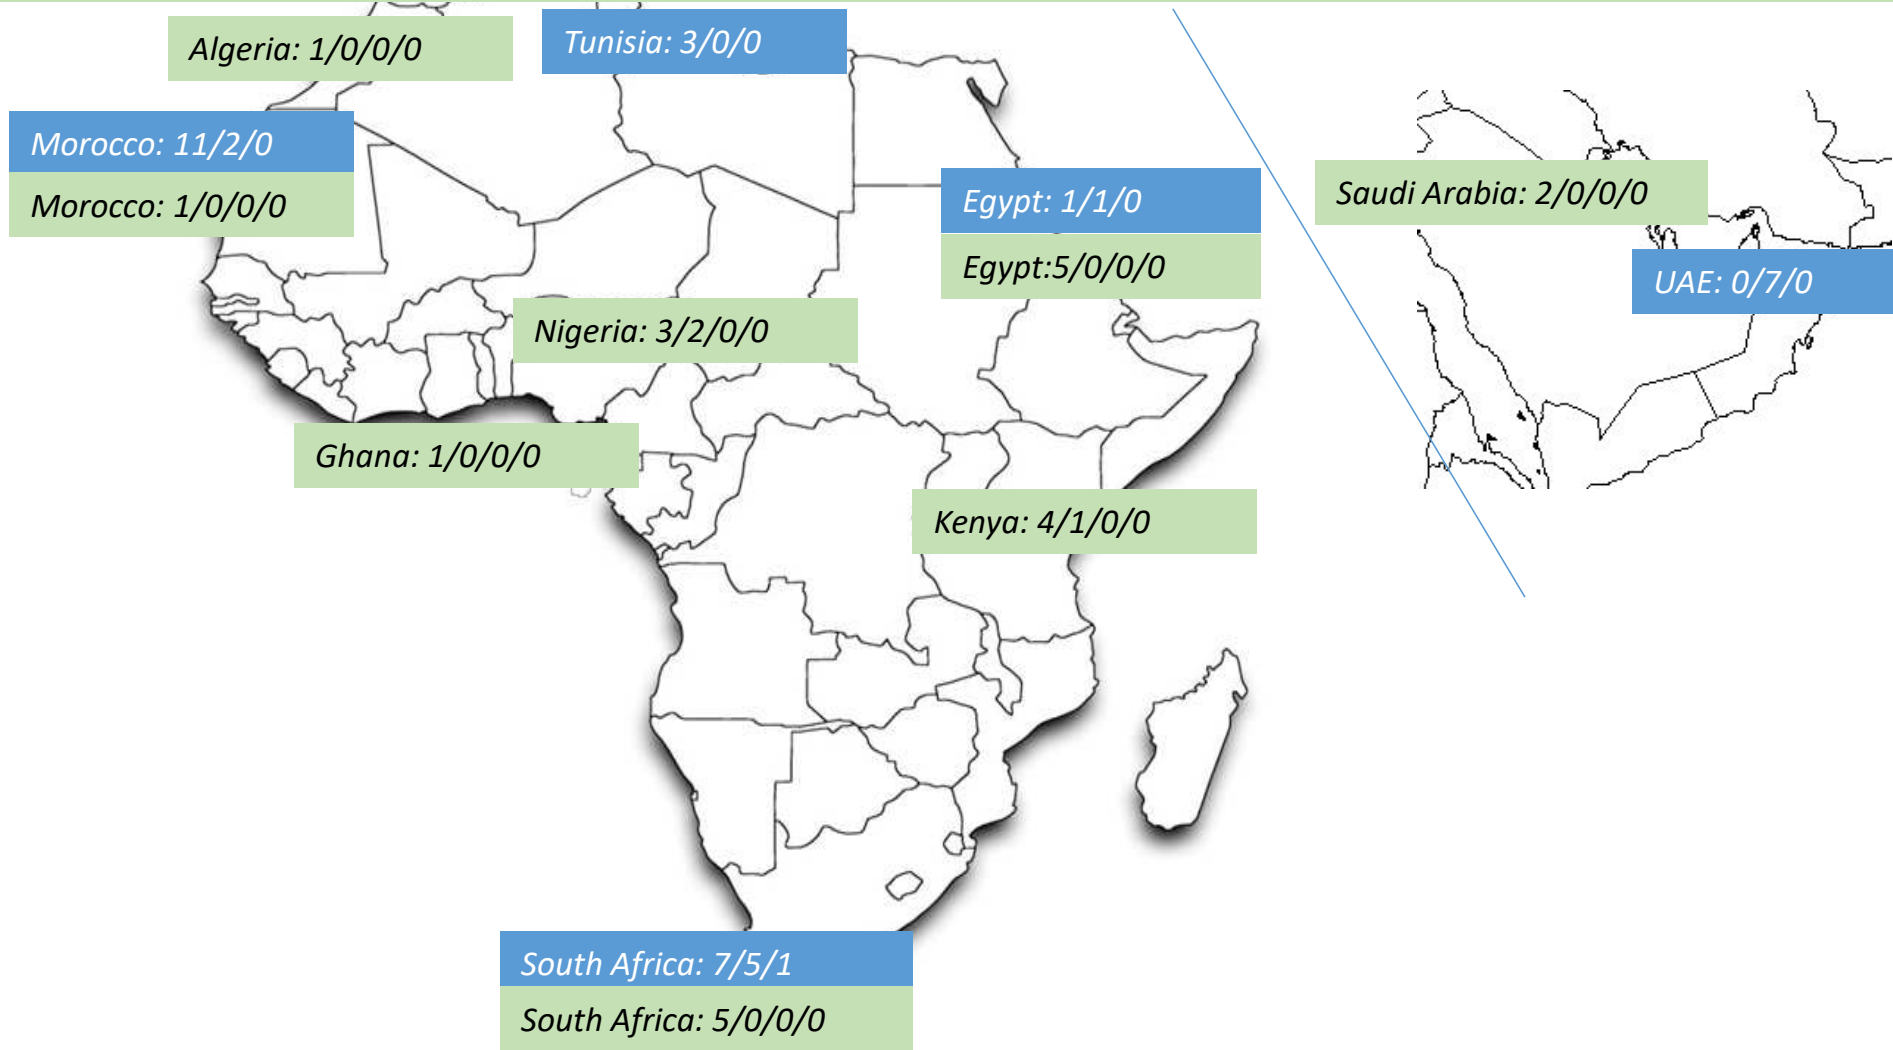 Algeria: 1/0/0/0
Tunisia: 3/0/0
Morocco: 11/2/0
Morocco: 1/0/0/0
Egypt: 1/1/0
Egypt:5/0/0/0
Saudi Arabia: 2/0/0/0
UAE: 0/7/0
Nigeria: 3/2/0/0
Ghana: 1/0/0/0
Kenya: 4/1/0/0
South Africa: 7/5/1
South Africa: 5/0/0/0